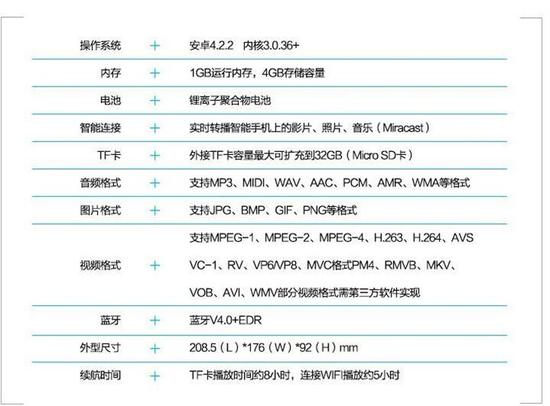 操作系统 + 安卓4.2.2 内核3.0.36+
内存 + 1GB运行内存，4GB存储容量
电池 + 锂离子聚合物电池
智能连接 + 实时转播智能手机上的影片、照片、音乐（Miracast）
TF卡 + 外接TF卡容量最大可扩充到32GB（Micro SD卡）
音频格式 + 支持MP3、MIDI、WAV、AAC、PCM、AMR、WMA等格式
图片格式 + 支持JPG、BMP、GIF、PNG等格式
支持MPEG-1、MPEG-2、MPEG-4、H.263、H.264、AVS
视频格式 + VC-1、RV、VP6/VP8、MVC格式PM4、RMVB、MKV、
VOB、AVI、WMV部分视频格式需第三方软件实现
蓝牙 + 蓝牙V4.0+EDR
外型尺寸 + 208.5（L）*176（W）*92（H）mm
续航时间 + TF卡播放时间约8小时，连接WIFI播放约5小时